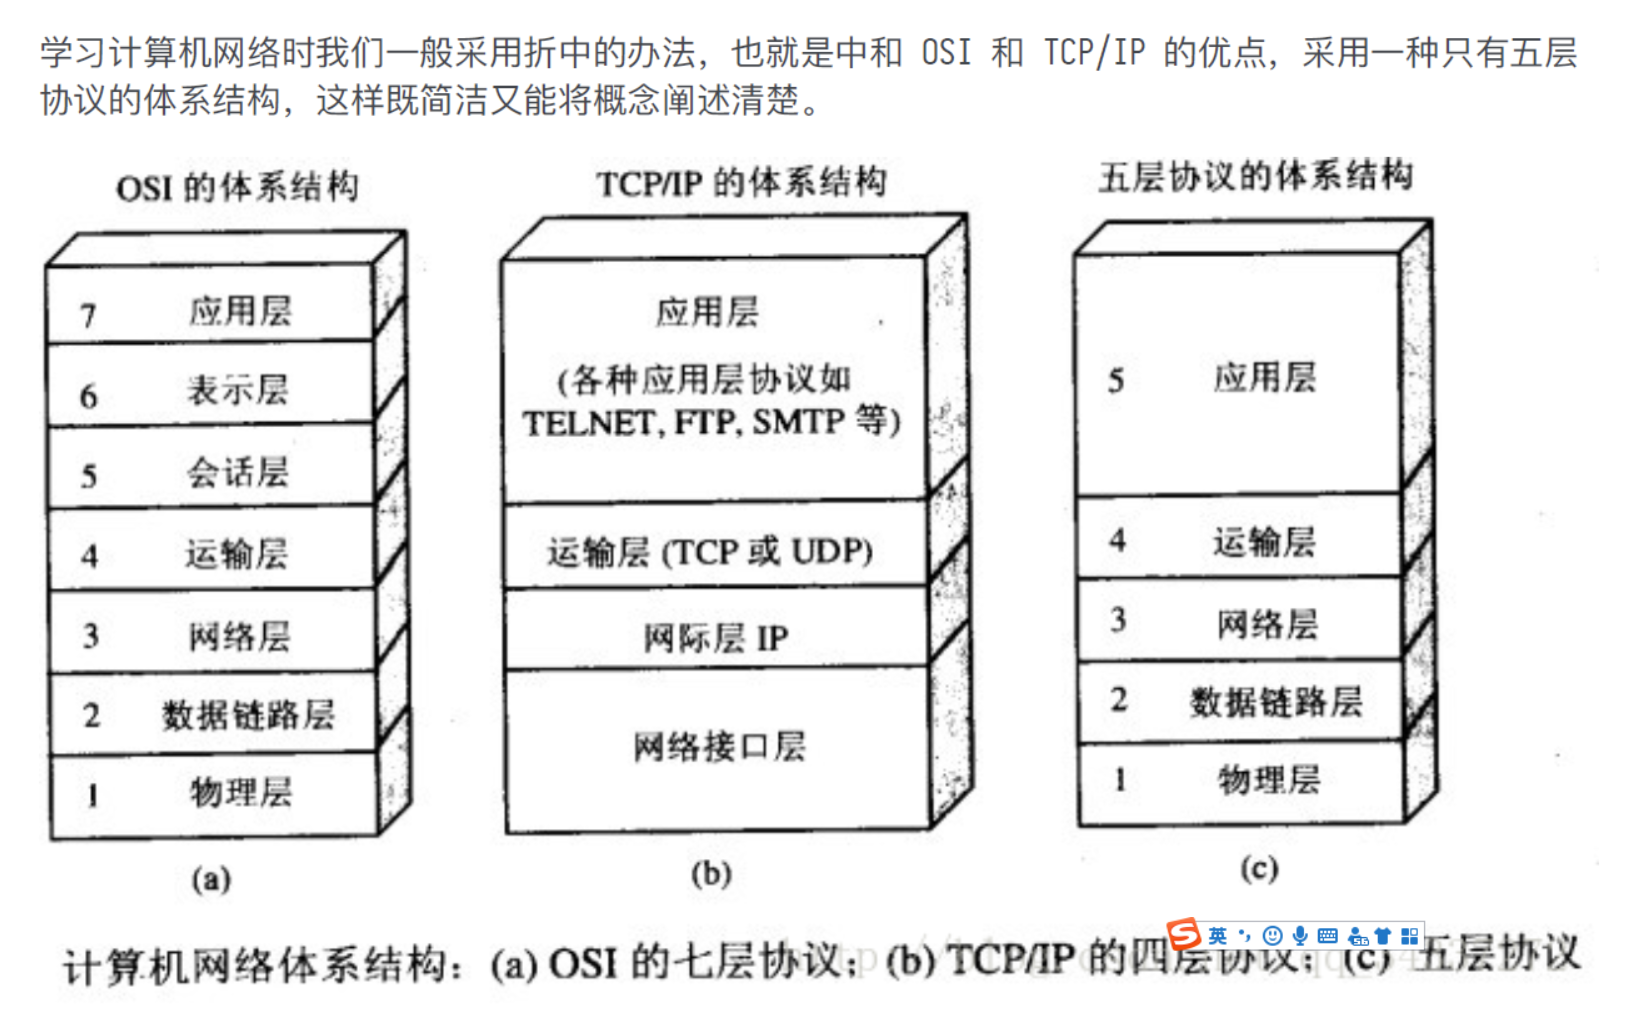 学习计算机网络时我们一般采用折中的办法，也就是中和 OSI 和 TCP/IP 的优点，采用一种只有五层
协议的体系结构，这样既简洁又能将概念阐述清楚。
OSI 的体系结构
7 应用层
6 表示层
5 会话层
4 运输层
3 网络层
2 数据链路层
1 物理层
(a)
TCP/IP 的体系结构
应用层
(各种应用层协议如
TELNET, FTP, SMTP 等)
运输层 (TCP 或 UDP)
网际层 IP
网络接口层
(b)
五层协议的体系结构
5 应用层
4 运输层
3 网络层
2 数据链路层
1 物理层
(c)
英
计算机网络体系结构：(a) OSI 的七层协议；(b) TCP/IP 的四层协议；(c) 五层协议